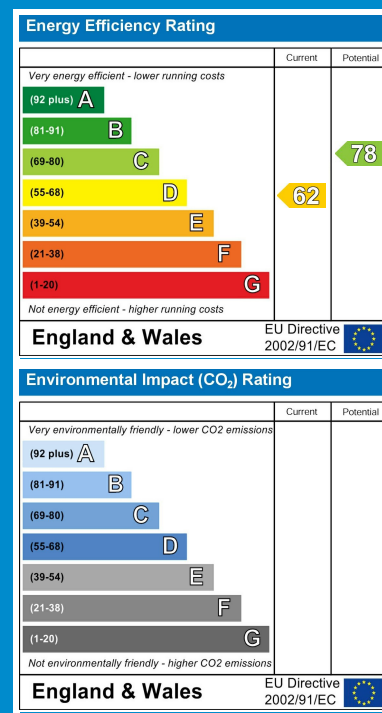 Energy Efficiency Rating
Current Potential
Very energy efficient - lower running costs
(92 plus) A
(81-91) B
(69-80) C
78
(55-68) D
62
(39-54) E
(21-38) F
(1-20) G
Not energy efficient - higher running costs
England & Wales
EU Directive
2002/91/EC
Environmental Impact (CO₂) Rating
Current Potential
Very environmentally friendly - lower CO2 emissions
(92 plus) A
(81-91) B
(69-80) C
(55-68) D
(39-54) E
(21-38) F
(1-20) G
Not environmentally friendly - higher CO2 emissions
England & Wales
EU Directive
2002/91/EC